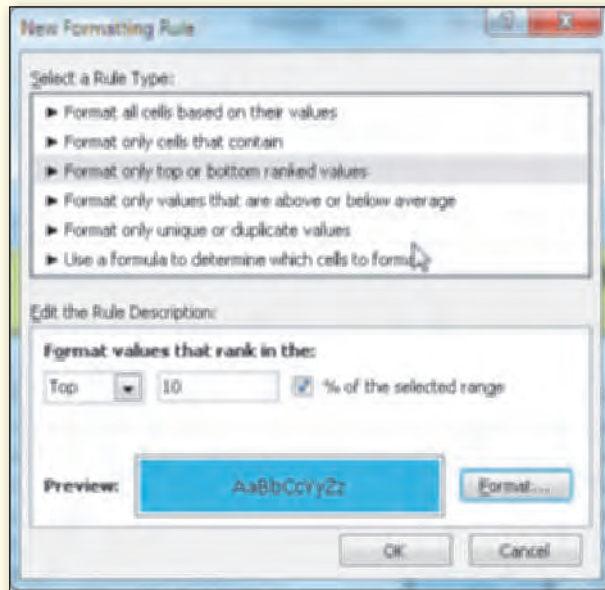 New Formatting Rule
Select a Rule Type:
► Format all cells based on their values
► Format only cells that contain
► Format only top or bottom ranked values
► Format only values that are above or below average
► Format only unique or duplicate values
► Use a formula to determine which cells to format
Edit the Rule Description:
Format values that rank in the:
Top 10 % of the selected range
Preview: AaBbCcYyZz Format...
OK Cancel